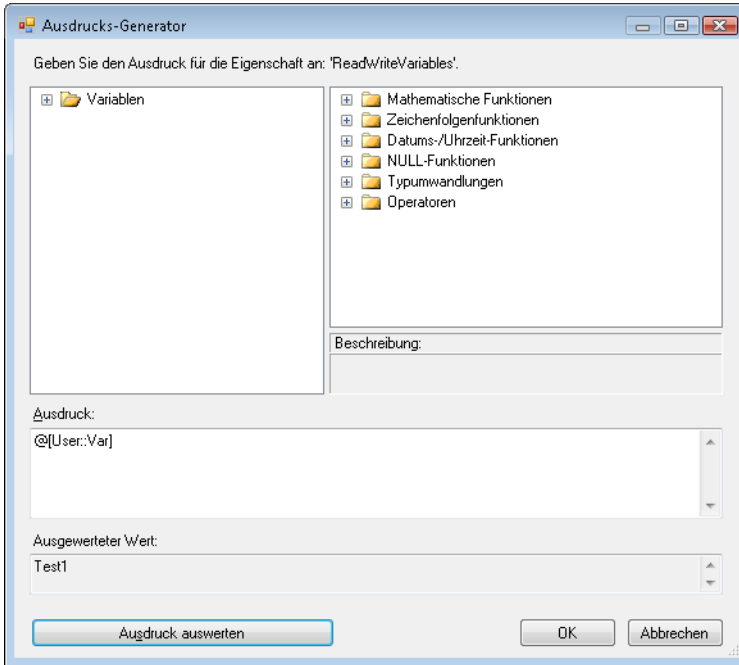 Ausdrucks-Generator
Geben Sie den Ausdruck für die Eigenschaft an: 'ReadWriteVariables'.
Variablen
Mathematische Funktionen
Zeichenfolgenfunktionen
Datums-/Uhrzeit-Funktionen
NULL-Funktionen
Typumwandlungen
Operatoren
Beschreibung:
Ausdruck:
@[User::Var]
Ausgewerteter Wert:
Test1
Ausdruck auswerten
OK
Abbrechen